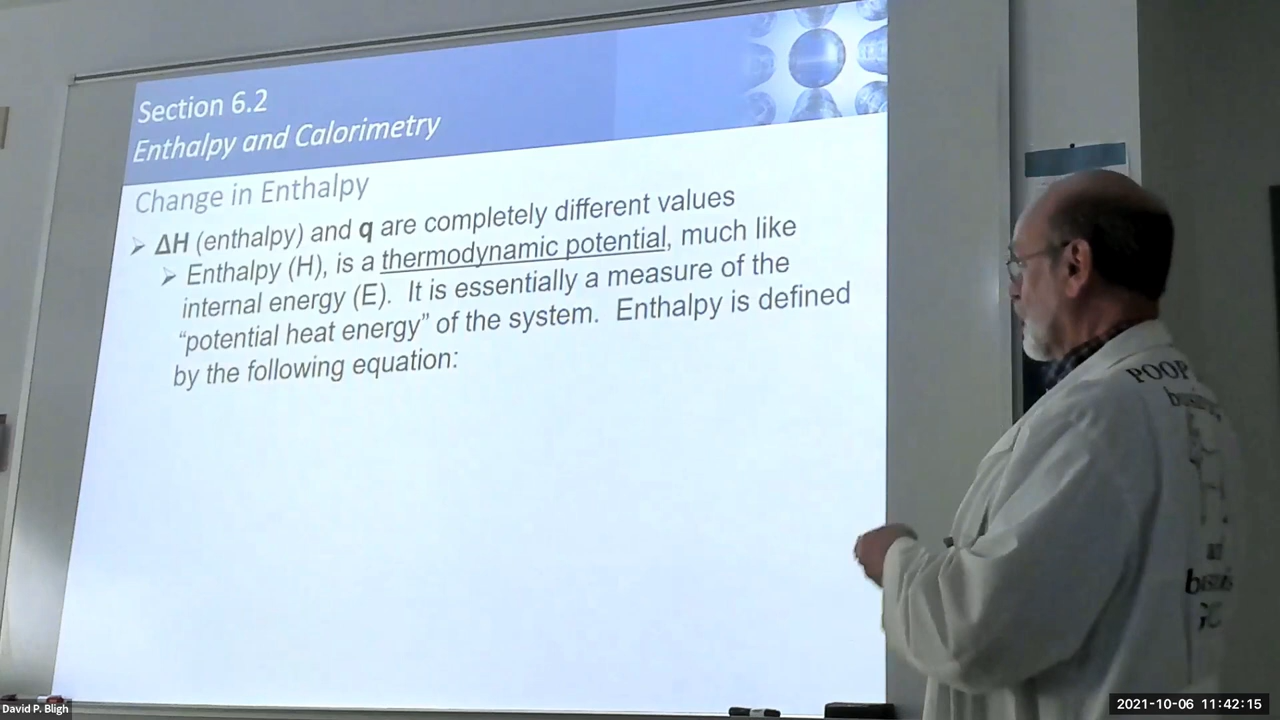 Section 6.2
Enthalpy and Calorimetry
Change in Enthalpy
➢ ΔH (enthalpy) and q are completely different values
➢ Enthalpy (H), is a thermodynamic potential, much like
internal energy (E). It is essentially a measure of the
“potential heat energy” of the system. Enthalpy is defined
by the following equation:
POOP
David P. Bligh
2021-10-06 11:42:15